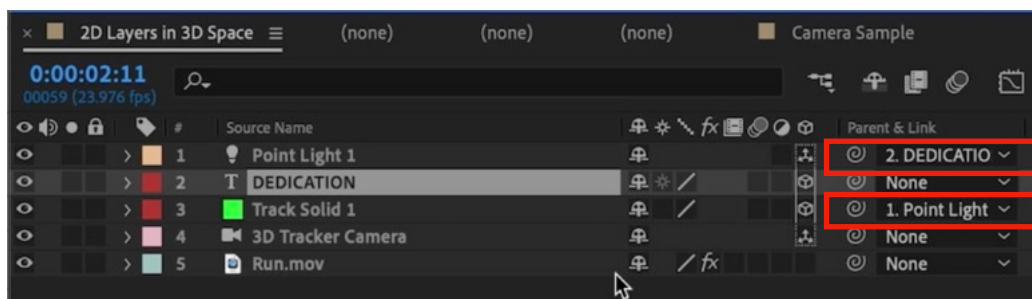 × 2D Layers in 3D Space ≡ (none) (none) (none) Camera Sample
0:00:02:11
00059 (23.976 fps)
# Source Name fx Parent & Link
1 Point Light 1 2. DEDICATIO
2 T DEDICATION None
3 Track Solid 1 1. Point Light
4 3D Tracker Camera None
5 Run.mov fx None